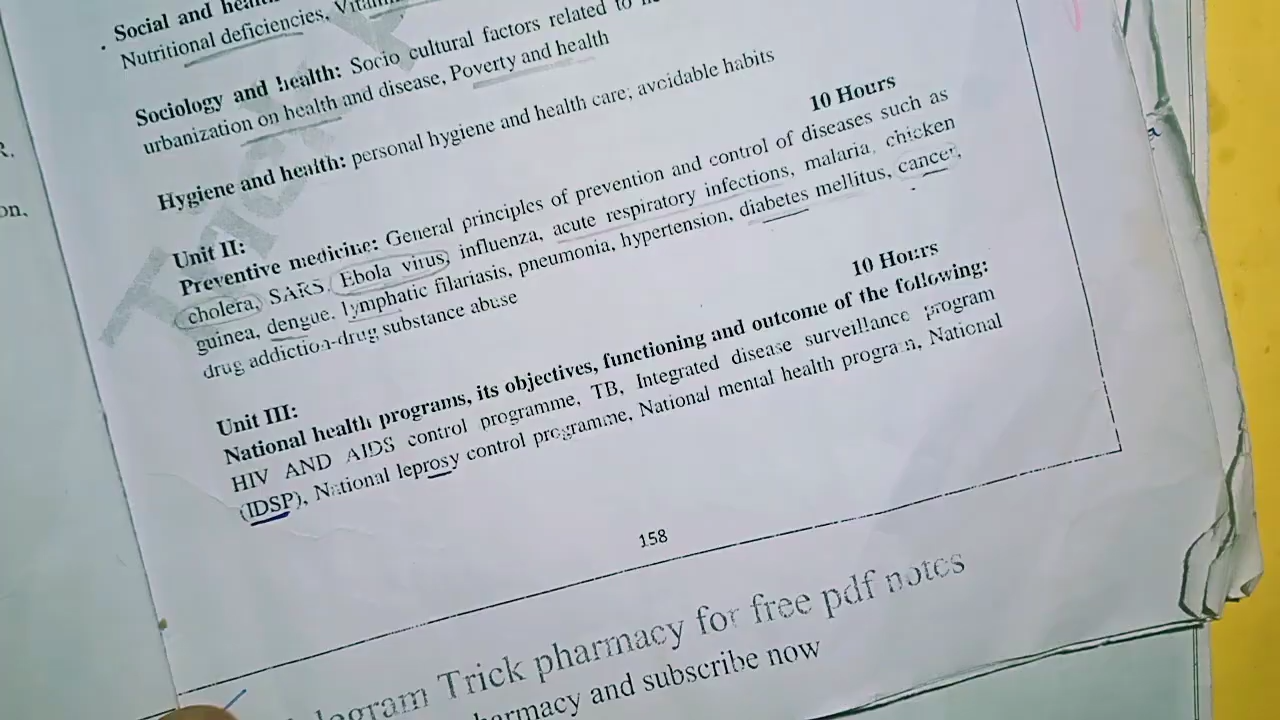 Social and
Nutritional deficiencies,
Sociology and health: Socio cultural factors related to
urbanization on health and disease, Poverty and health
Hygiene and health: personal hygiene and health care; avoidable habits
10 Hours
Unit II:
Preventive medicine: General principles of prevention and control of diseases such as
cholera, SARS, Ebola virus, influenza, acute respiratory infections, malaria, chicken
guinea, dengue, lymphatic filariasis, pneumonia, hypertension, diabetes mellitus, cancer,
drug addiction-drug substance abuse
10 Hours
Unit III:
National health programs, its objectives, functioning and outcome of the following:
HIV AND AIDS control programme, TB, Integrated disease surveillance program
(IDSP), National leprosy control programme, National mental health program, National
158
Trick pharmacy for free pdf notes
and subscribe now